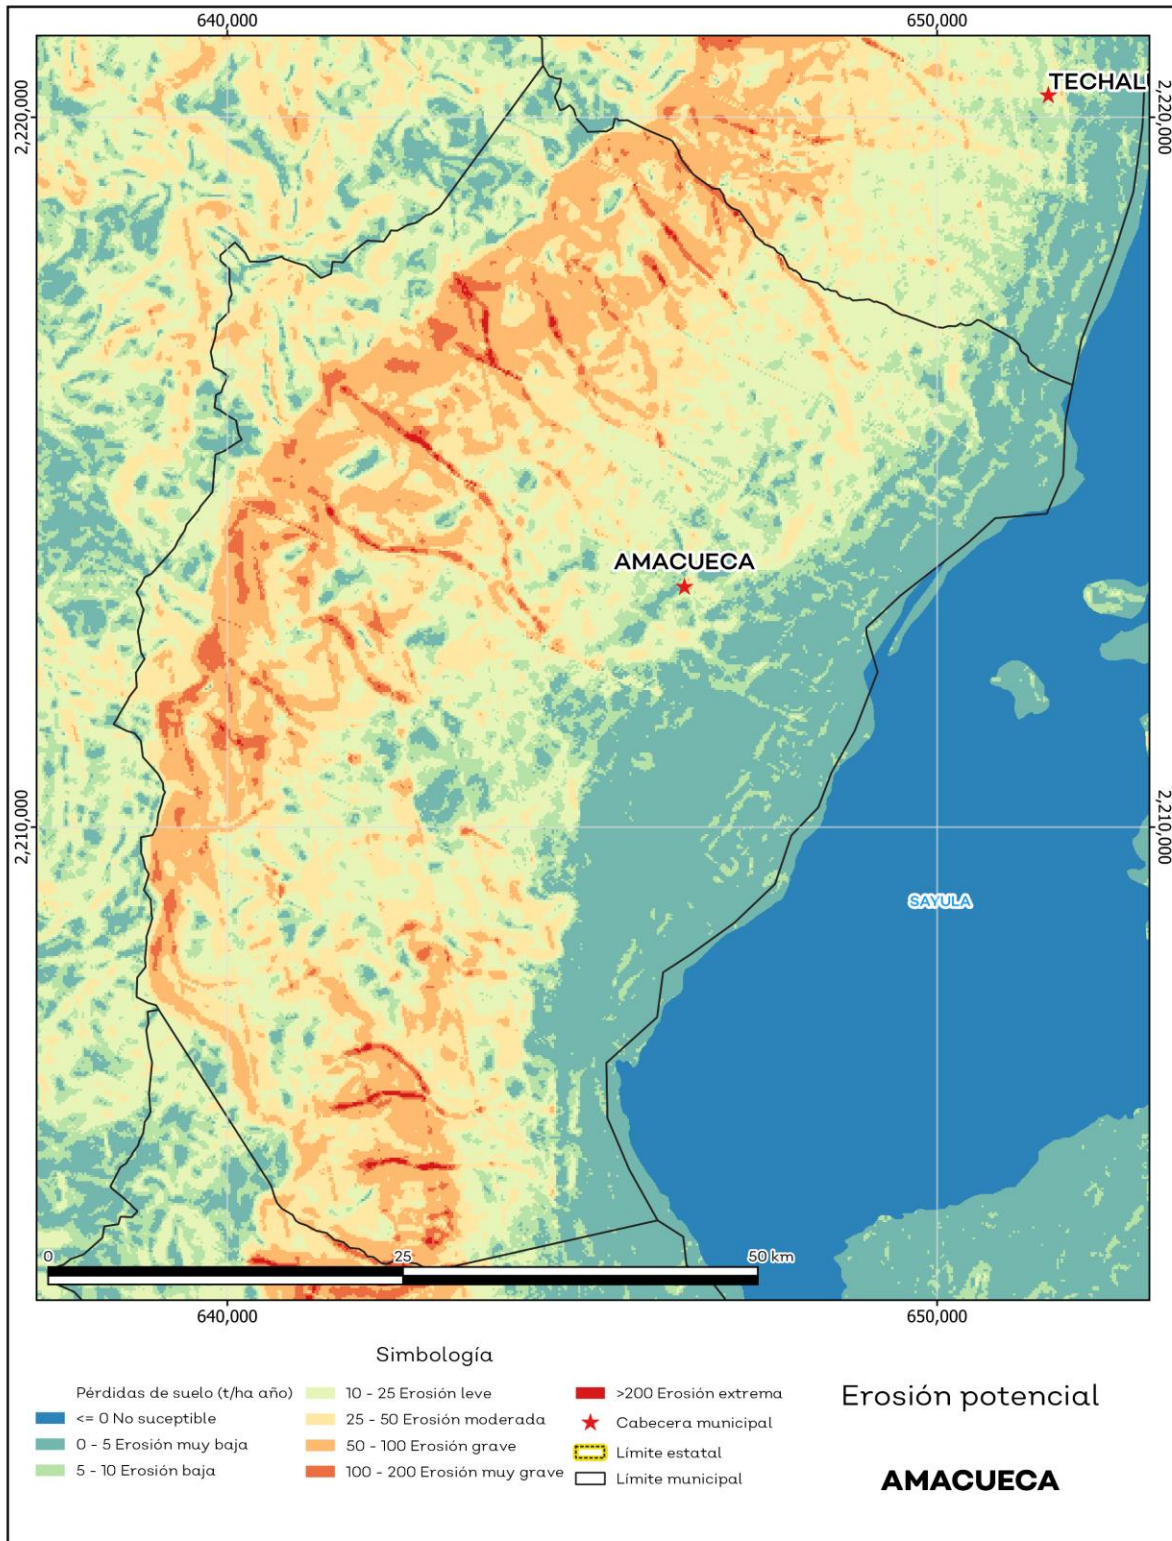 640,000
650,000
TECHAL
2,220,000
2,220,000
AMACUECA
2,210,000
2,210,000
SAYULA
0
25
50 km
640,000
650,000
Simbología
Pérdidas de suelo (t/ha año)
<= 0 No suceptible
0 - 5 Erosión muy baja
5 - 10 Erosión baja
10 - 25 Erosión leve
25 - 50 Erosión moderada
50 - 100 Erosión grave
100 - 200 Erosión muy grave
>200 Erosión extrema
Cabecera municipal
Límite estatal
Límite municipal
Erosión potencial
AMACUECA